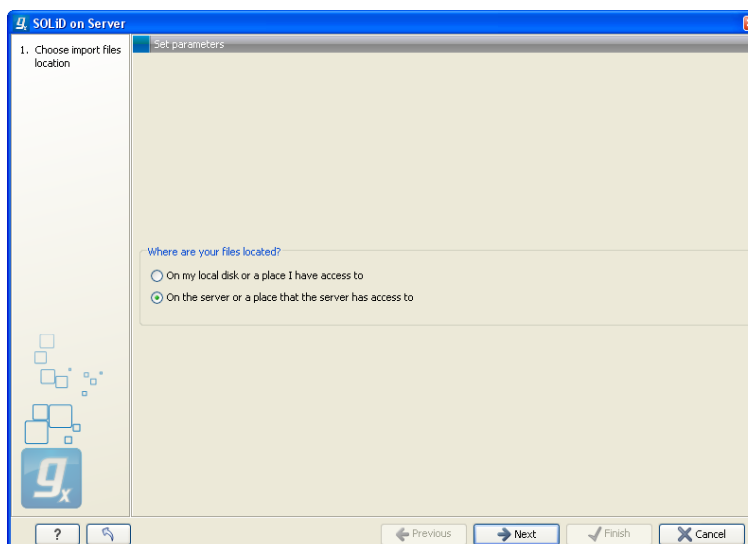 SOLiD on Server
1. Choose import files
location
Set parameters
Where are your files located?
On my local disk or a place I have access to
On the server or a place that the server has access to
gx
?
Previous
Next
Finish
Cancel